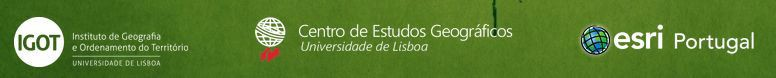 IGOT
Instituto de Geografia
e Ordenamento do Território
UNIVERSIDADE DE LISBOA
Centro de Estudos Geográficos
Universidade de Lisboa
esri Portugal